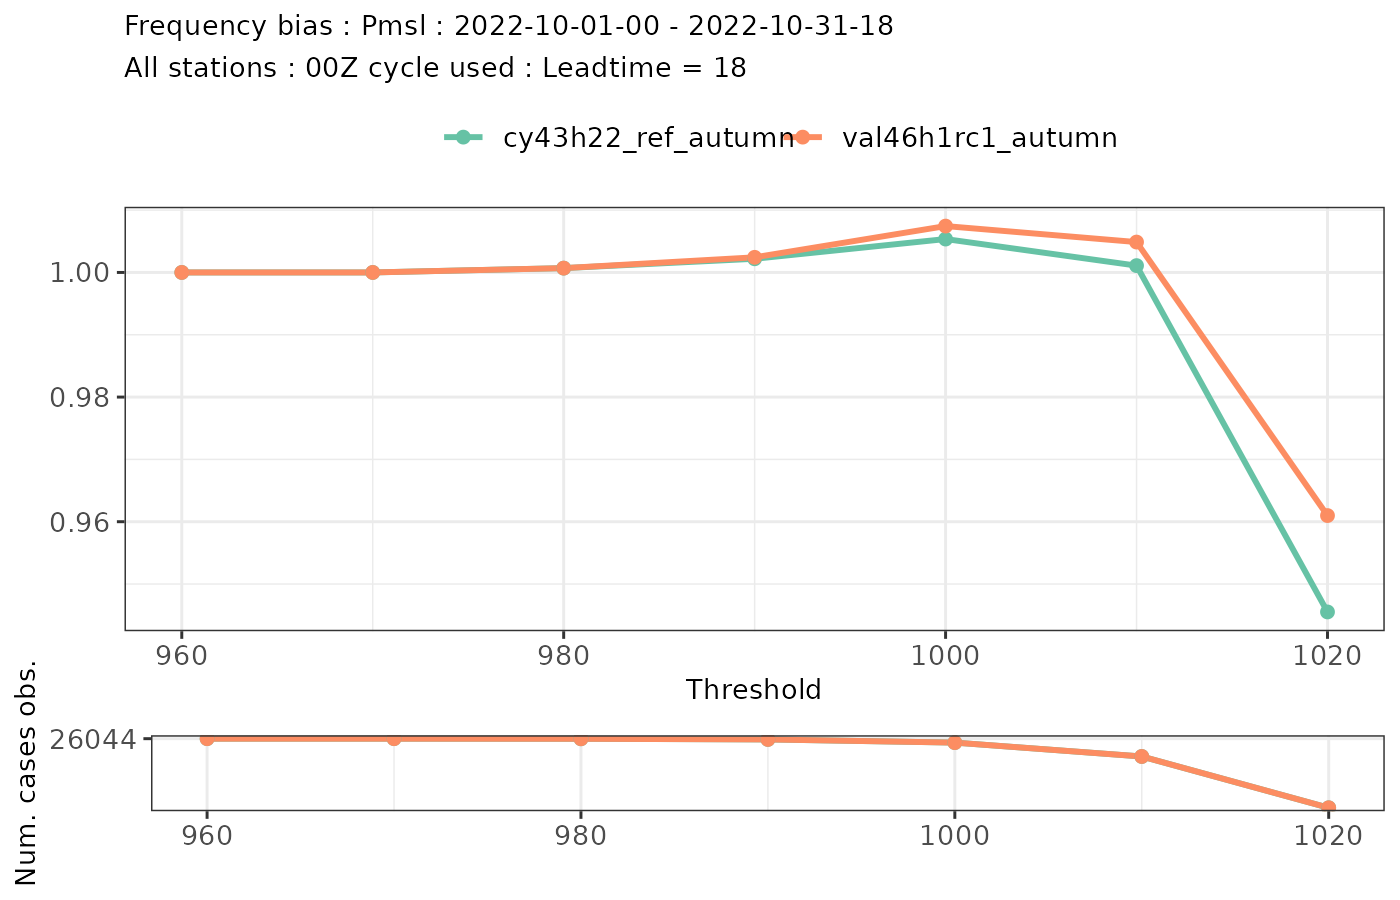 Frequency bias : Pmsl : 2022-10-01-00 - 2022-10-31-18
All stations : 00Z cycle used : Leadtime = 18
cy43h22_ref_autumn val46h1rc1_autumn
1.00
0.98
0.96
960 980 1000 1020
Threshold
Num. cases obs.
26044
960 980 1000 1020